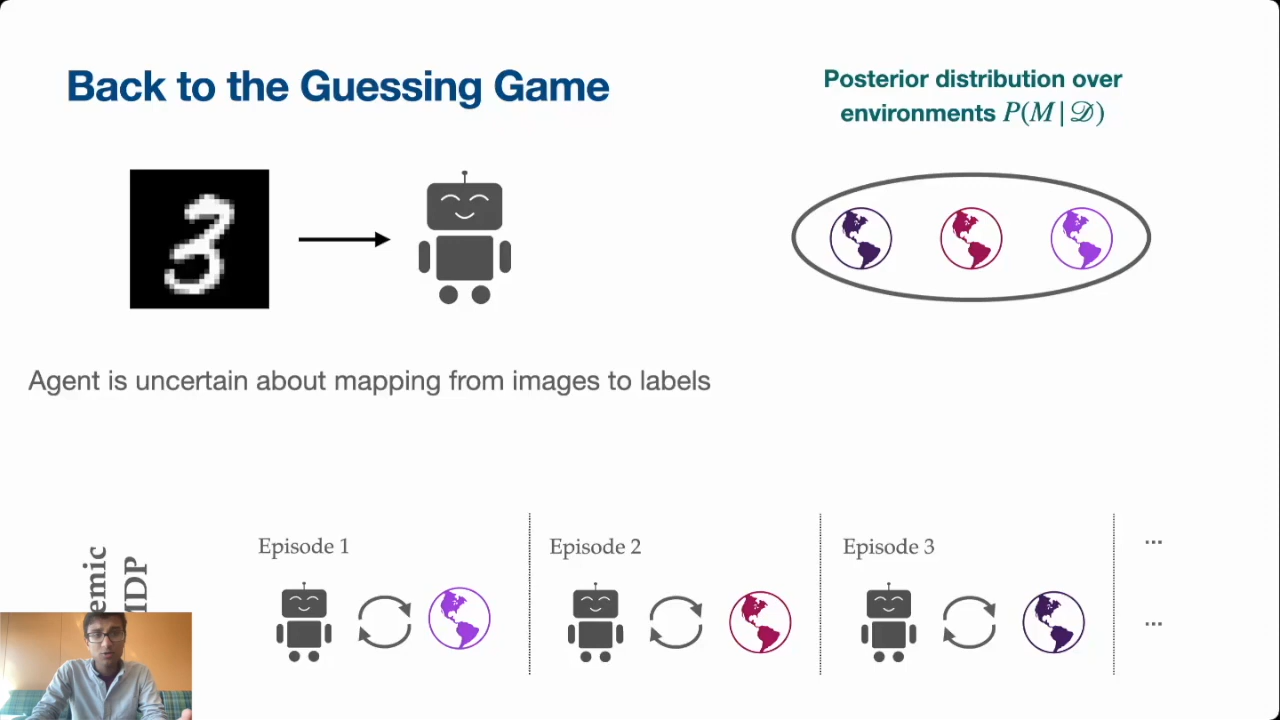 Back to the Guessing Game
Posterior distribution over
environments P(M|𝒟)
Agent is uncertain about mapping from images to labels
Episode 1
Episode 2
Episode 3
...
...